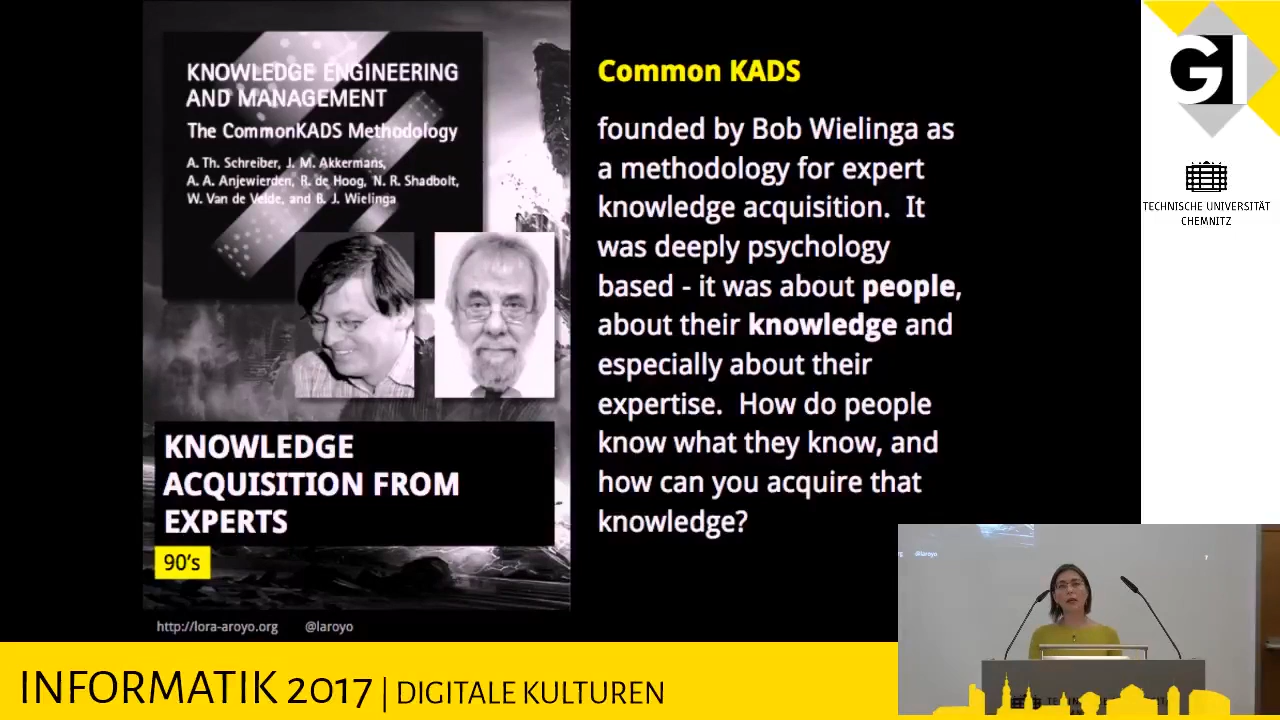 KNOWLEDGE ENGINEERING
AND MANAGEMENT
The CommonKADS Methodology
A. Th. Schreiber, J. M. Akkermans,
A. A. Anjewierden, R. de Hoog, N. R. Shadbolt,
W. Van de Velde, and B. J. Wielinga
KNOWLEDGE
ACQUISITION FROM
EXPERTS
90's
http://lora-aroyo.org @laroyo
Common KADS
founded by Bob Wielinga as
a methodology for expert
knowledge acquisition. It
was deeply psychology
based - it was about people,
about their knowledge and
especially about their
expertise. How do people
know what they know, and
how can you acquire that
knowledge?
GI
TECHNISCHE UNIVERSITÄT
CHEMNITZ
@laroyo
INFORMATIK 2017 | DIGITALE KULTUREN